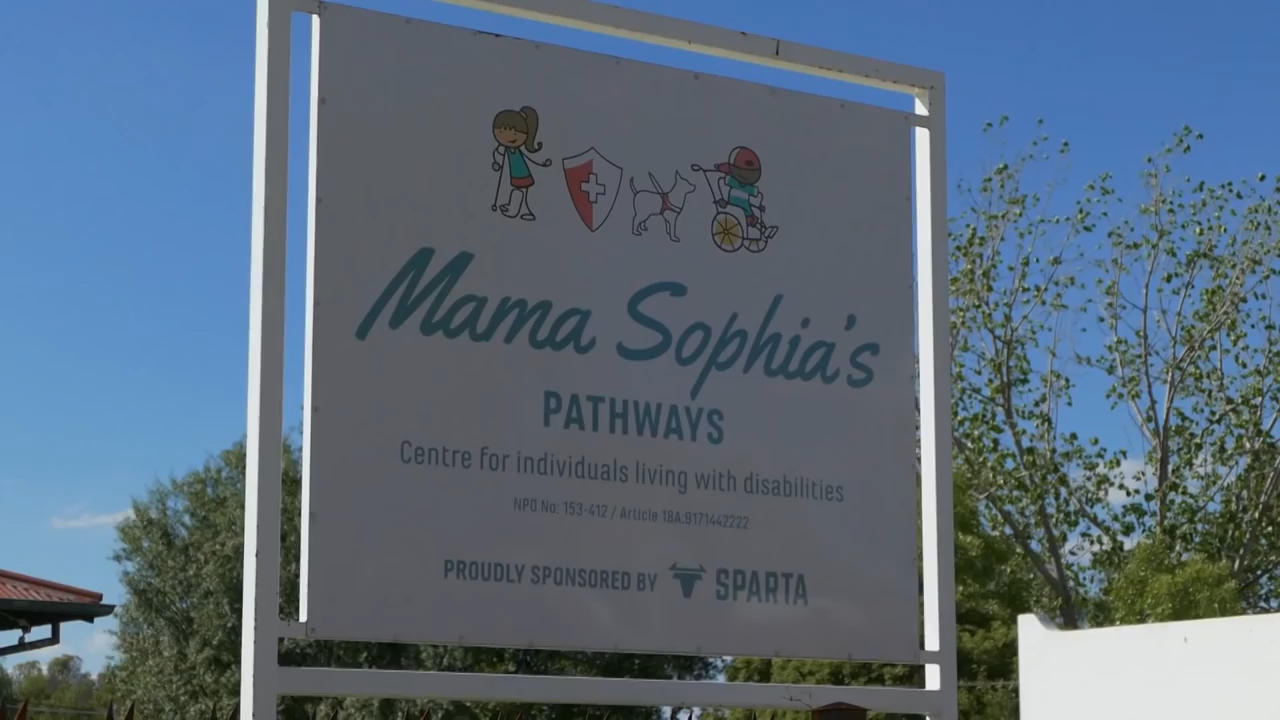 Mama Sophia's
PATHWAYS
Centre for individuals living with disabilities
NPO No: 153-412 / Article 18A:9171442222
PROUDLY SPONSORED BY SPARTA